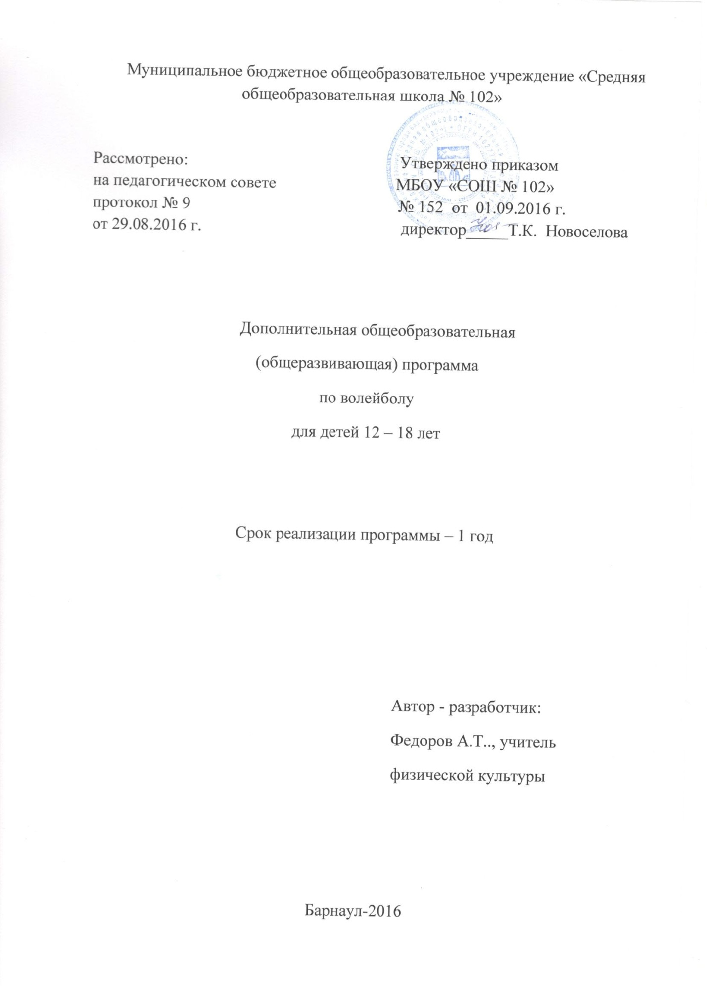 Муниципальное бюджетное общеобразовательное учреждение «Средняя
общеобразовательная школа № 102»
Рассмотрено:
на педагогическом совете
протокол № 9
от 29.08.2016 г.
Утверждено приказом
МБОУ «СОШ № 102»
№ 152 от 01.09.2016 г.
директор_____Т.К. Новоселова
Дополнительная общеобразовательная
(общеразвивающая) программа
по волейболу
для детей 12 – 18 лет
Срок реализации программы – 1 год
Автор - разработчик:
Федоров А.Т.., учитель
физической культуры
Барнаул-2016